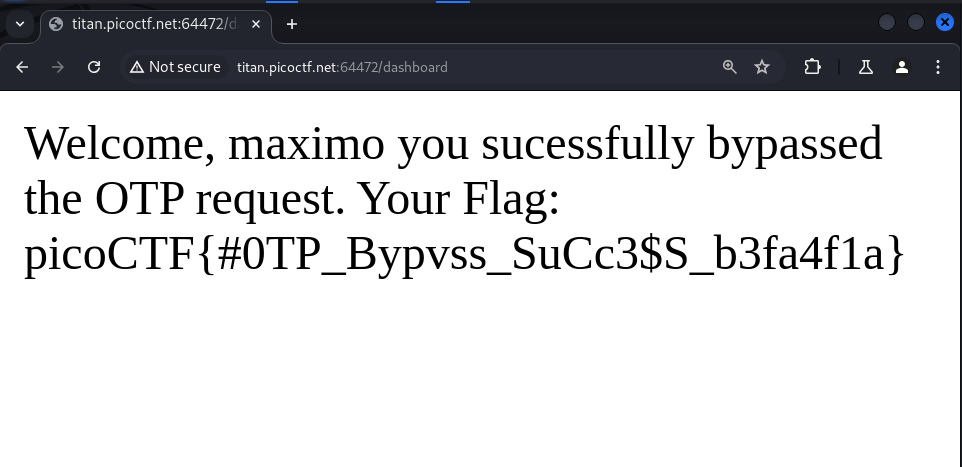 titan.picoctf.net:64472/d
Not secure titan.picoctf.net:64472/dashboard
Welcome, maximo you sucessfully bypassed
the OTP request. Your Flag:
picoCTF{#0TP_Bypvss_SuCc3$S_b3fa4f1a}